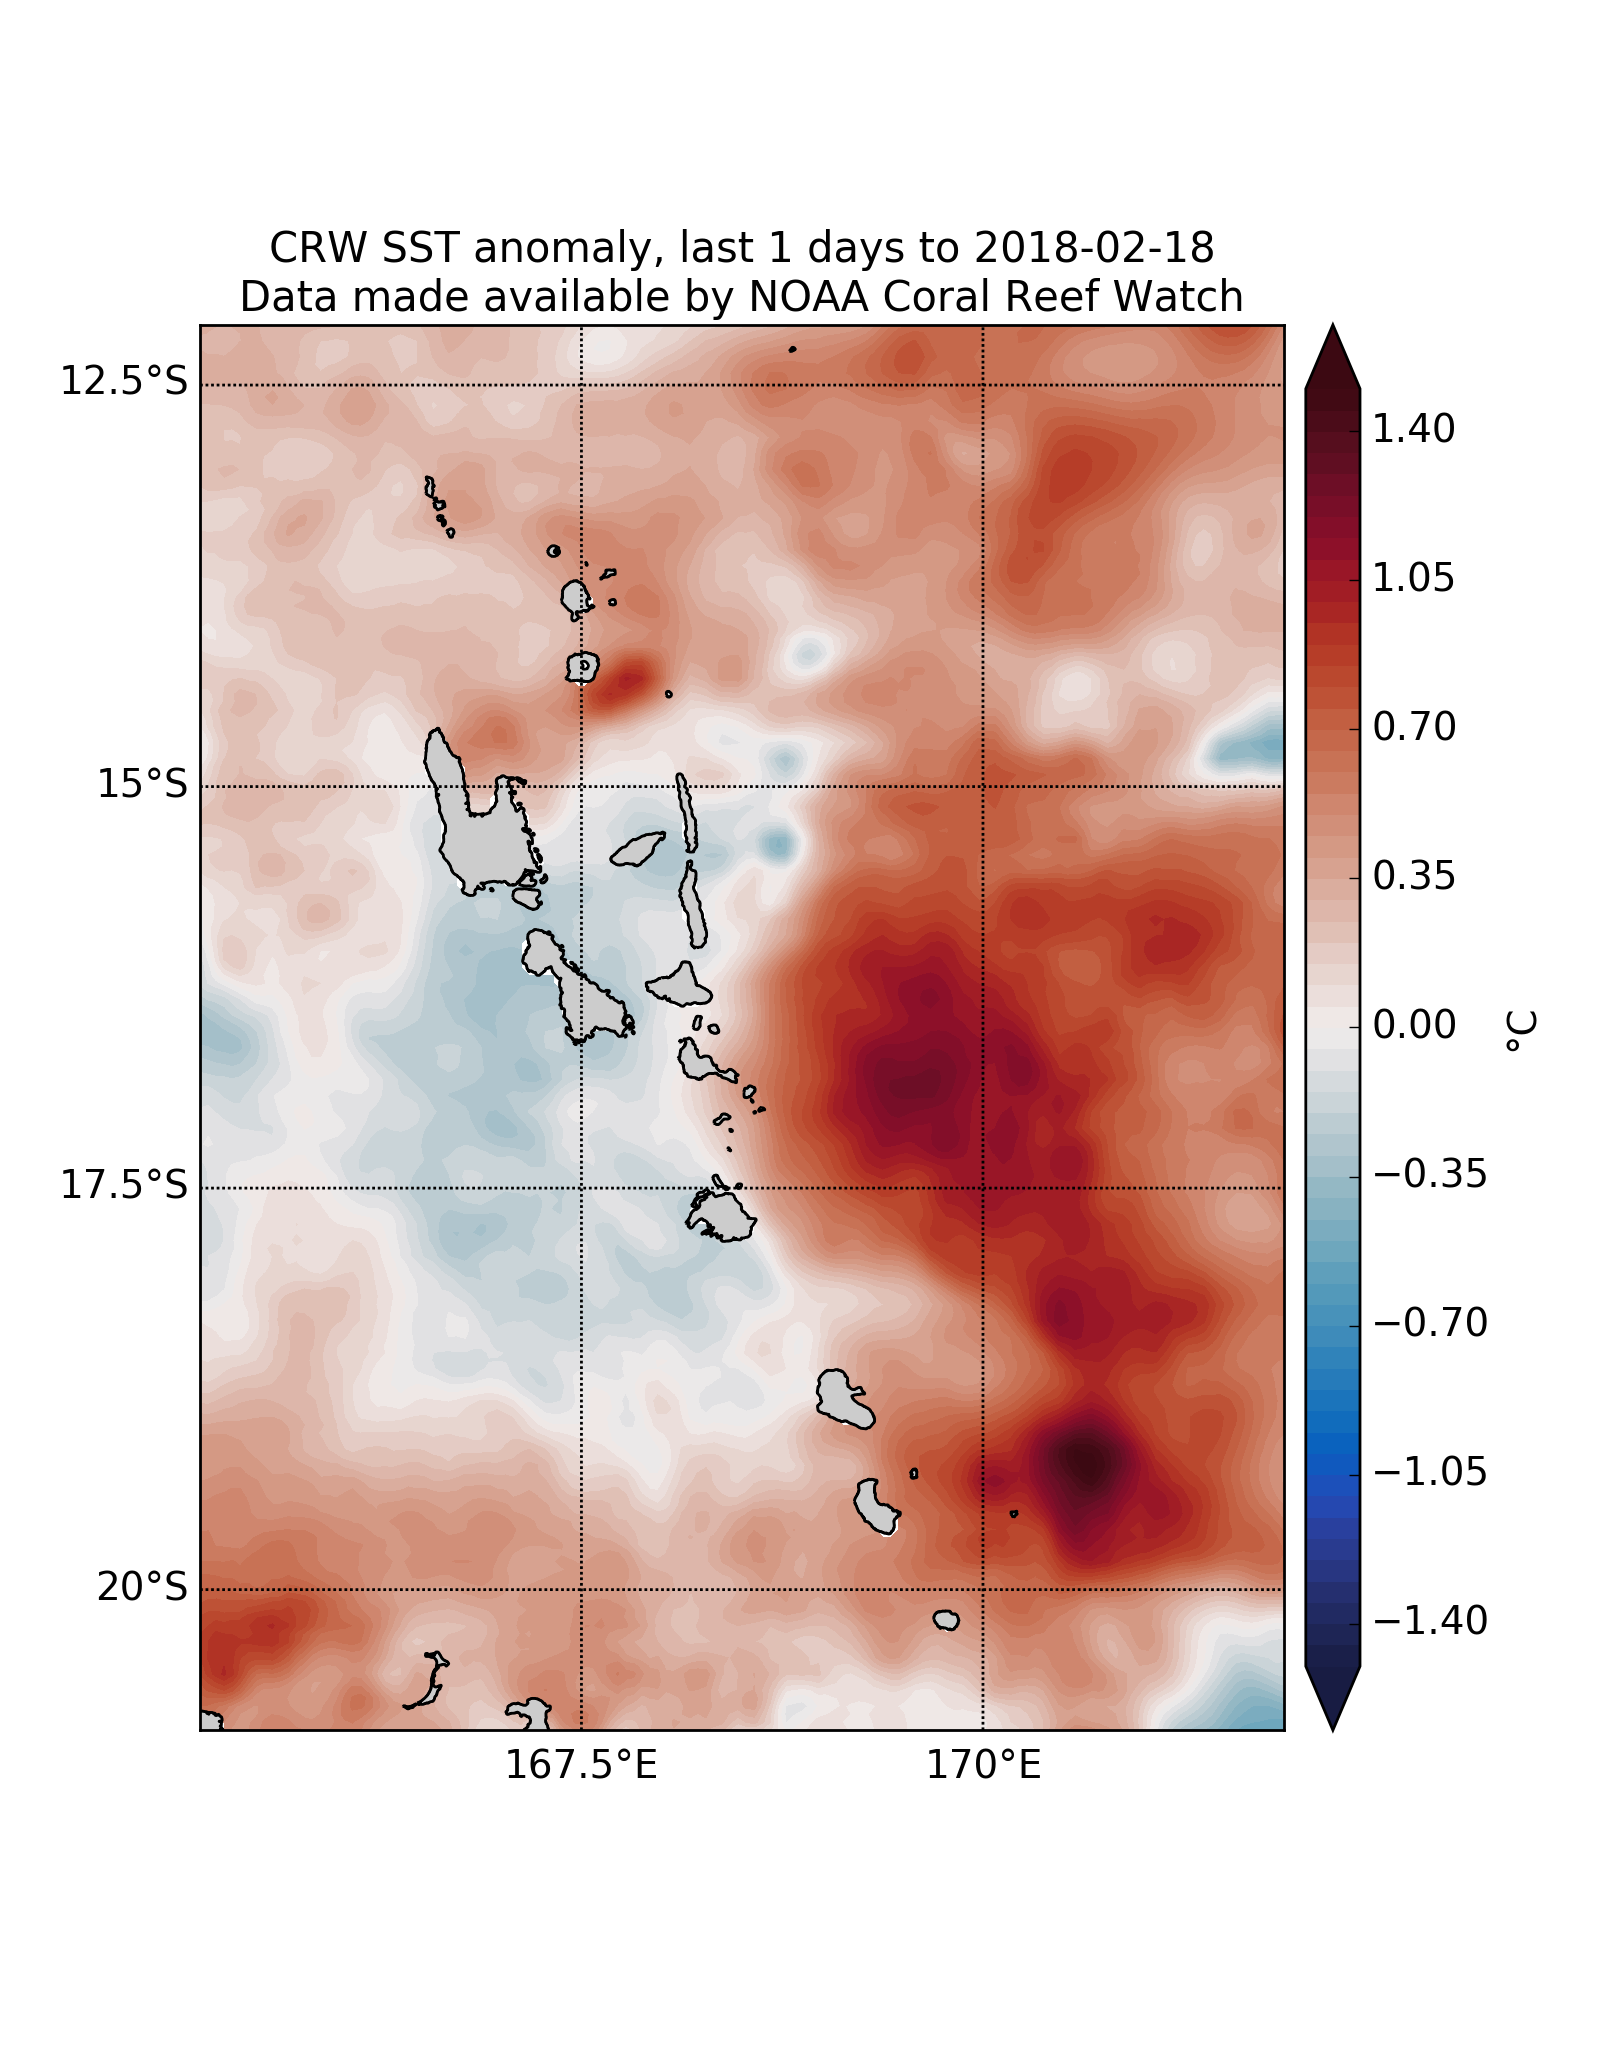 CRW SST anomaly, last 1 days to 2018-02-18
Data made available by NOAA Coral Reef Watch
12.5°S
15°S
17.5°S
20°S
167.5°E
170°E
1.40
1.05
0.70
0.35
0.00
−0.35
−0.70
−1.05
−1.40
°C